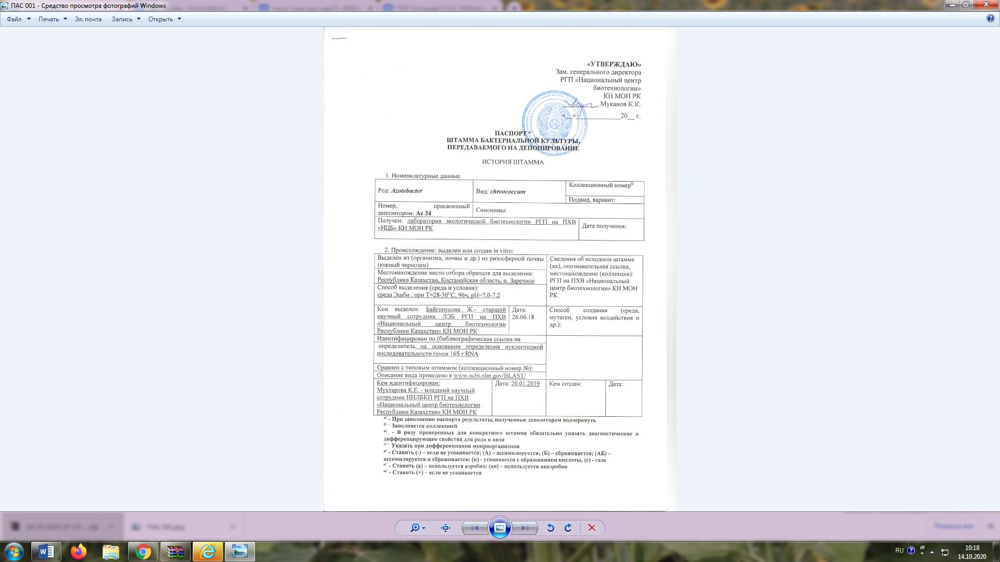 ПАС 001 - Средство просмотра фотографий Windows
Файл Печать Эл. почта Запись Открыть
«УТВЕРЖДАЮ»
Зам. генерального директора
РГП «Национальный центр
биотехнологии»
КН МОН РК
____________Муканов К.К.
«__»_____________20__ г.
ПАСПОРТ а/
ШТАММА БАКТЕРИАЛЬНОЙ КУЛЬТУРЫ,
ПЕРЕДАВАЕМОГО НА ДЕПОНИРОВАНИЕ
ИСТОРИЯ ШТАММА
1. Номенклатурные данные
Род: Azotobacter
Вид: chroococcum
Коллекционный номерб/
Подвид, вариант:
Номер, присвоенный
депозитором: Az 34
Синонимы:
Получен: лаборатория экологической биотехнологии РГП на ПХВ
«НЦБ» КН МОН РК
Дата получения:
2. Происхождение: выделен или создан in vitro:
Выделен из (организма, почвы и др.) из ризосферной почвы
(южный чернозем)
Местонахождение место отбора образцов для выделения:
Республика Казахстан, Костанайская область, п. Заречное
Способ выделения (среда и условия):
среда Эшби , при Т=28-30ОС, 96ч, рН=7,0-7,2
Сведения об исходном штамме
(ах), опознавательная ссылка,
местонахождение (коллекция):
РГП на ПХВ «Национальный
центр биотехнологии» КН МОН
РК
Кем выделен: Байгонусова Ж.- старший
научный сотрудник ЛЭБ РГП на ПХВ
«Национальный центр биотехнологии
Республики Казахстан» КН МОН РК
Дата:
26.06.18
Способ создания (среда,
мутаген, условия воздействия и
др.):
Идентифицирован по (библиографическая ссылка на
определитель на основании определения нуклеотидной
последовательности генов 16S r RNA
Сравнен с типовым штаммом (коллекционный номер №):
Описание вида приведено в www.ncbi.nlm.gov/BLAST/
Кем идентифицирован:
Мухтарова К.Е. - младший научный
сотрудник ННЛБКП РГП на ПХВ
«Национальный центр биотехнологии
Республики Казахстан» КН МОН РК
Дата: 20.01.2019
Кем создан:
Дата:
а/ - При заполнении паспорта результаты, полученные депозитором подчеркнуть
б/ - Заполняется коллекцией
в/ - В ряду проверенных для конкретного штамма обязательно указать диагностические и
дифференцирующие свойства для рода и вида
г/ - Указать при дифференциации микроорганизмов
д/ - Ставить (-) – если не усваивается; (А) – ассимилируется; (Б) – сбраживается; (АБ) –
ассимилируется и сбраживается: (к) - усваивается с образованием кислоты, (г) - газа
е/ - Ставить (а) – используется аэробно; (ан) – используется анаэробно
ж/ - Ставить (+) – если не усваивается
RU
10:18
14.10.2020